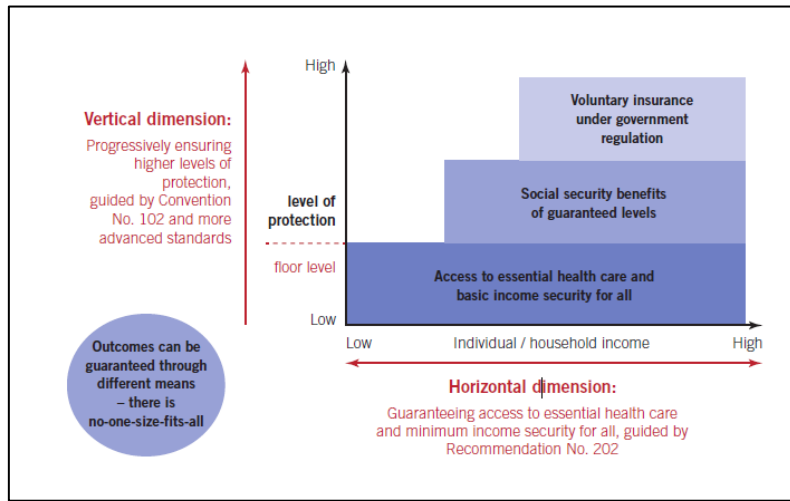 High
Vertical dimension:
Progressively ensuring
higher levels of
protection,
guided by Convention
No. 102 and more
advanced standards
level of
protection
floor level
Low
Voluntary insurance
under government
regulation
Social security benefits
of guaranteed levels
Access to essential health care and
basic income security for all
Low
Individual / household income
High
Outcomes can be
guaranteed through
different means
– there is
no-one-size-fits-all
Horizontal dimension:
Guaranteeing access to essential health care
and minimum income security for all, guided by
Recommendation No. 202